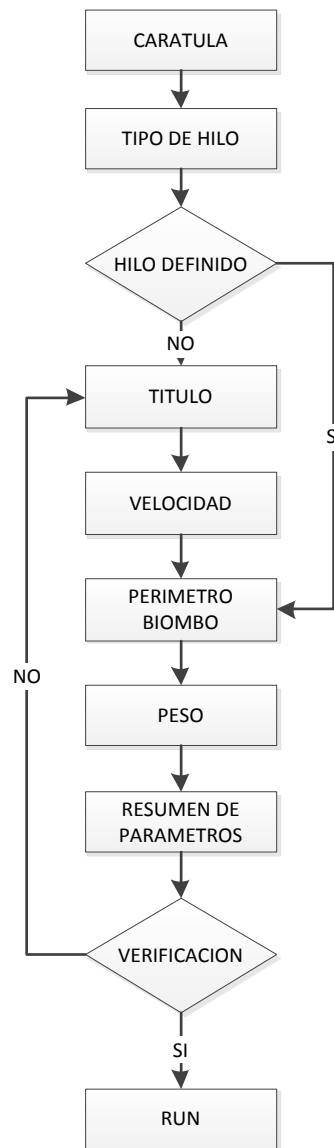 CARATULA
TIPO DE HILO
HILO DEFINIDO
NO
TITULO
S
VELOCIDAD
PERIMETRO
BIOMBO
NO
PESO
RESUMEN DE
PARAMETROS
VERIFICACION
SI
RUN